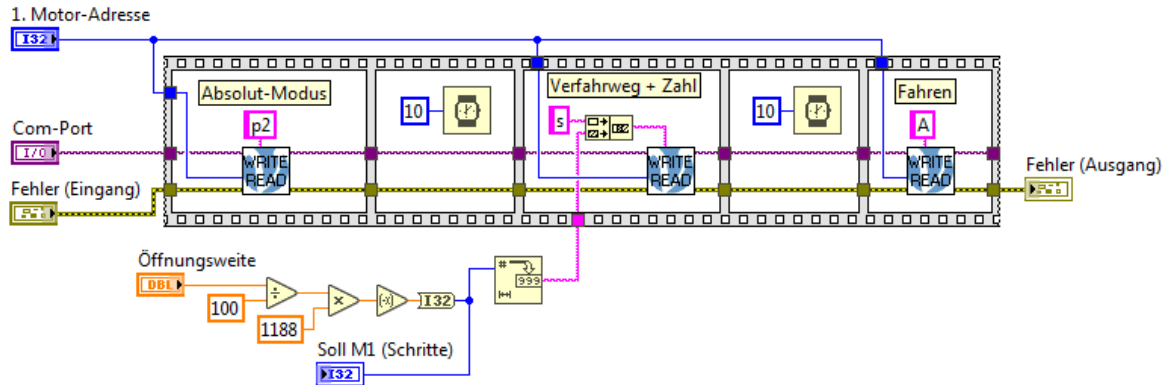 1. Motor-Adresse
I32
Absolut-Modus
Verfahrweg + Zahl
Fahren
10
10
p2
s
A
Com-Port
I/O
WRITE
READ
WRITE
READ
WRITE
READ
Fehler (Eingang)
Fehler (Ausgang)
Öffnungsweite
DBL
÷
100
x
1188
(-x)
I32
#
999
Soll M1 (Schritte)
I32